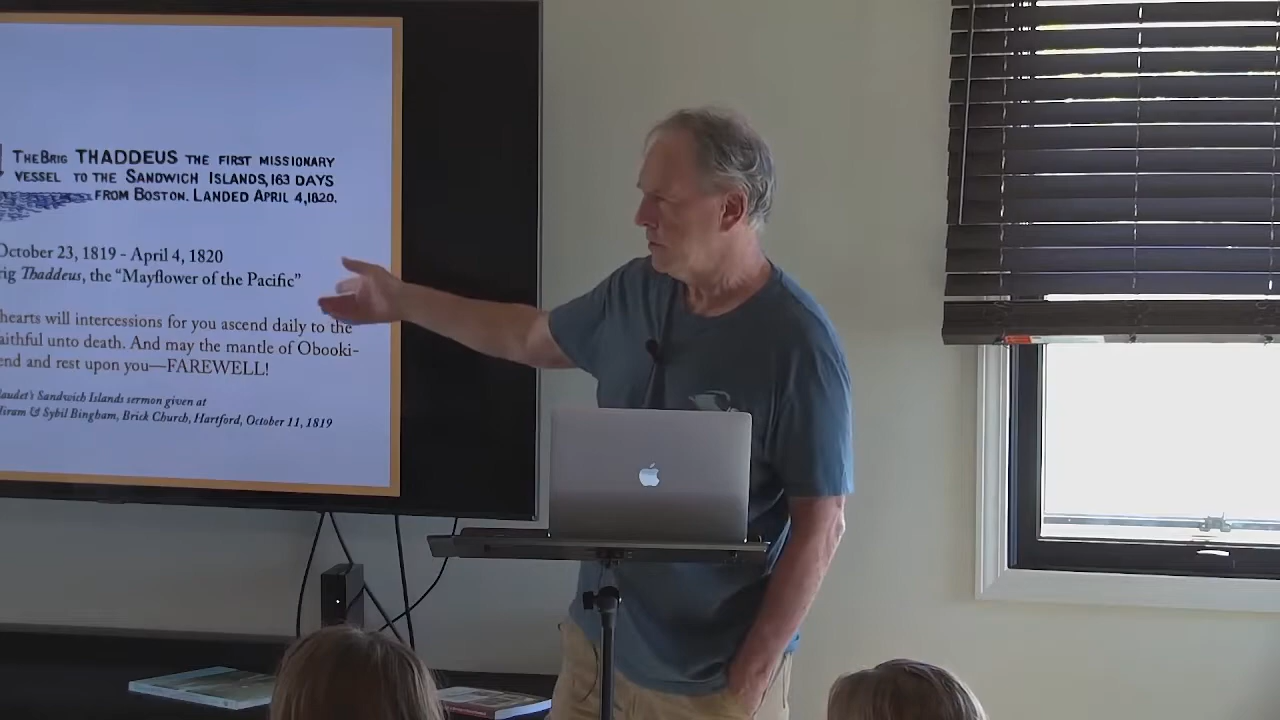 THE BRIG THADDEUS THE FIRST MISSIONARY
VESSEL TO THE SANDWICH ISLANDS, 163 DAYS
FROM BOSTON. LANDED APRIL 4, 1820.
October 23, 1819 - April 4, 1820
Thaddeus, the “Mayflower of the Pacific”
hearts will intercessions for you ascend daily to the
unto death. And may the mantle of Obooki-
and rest upon you—FAREWELL!
Sandwich Islands sermon given at
Hiram & Sybil Bingham, Brick Church, Hartford, October 11, 1819